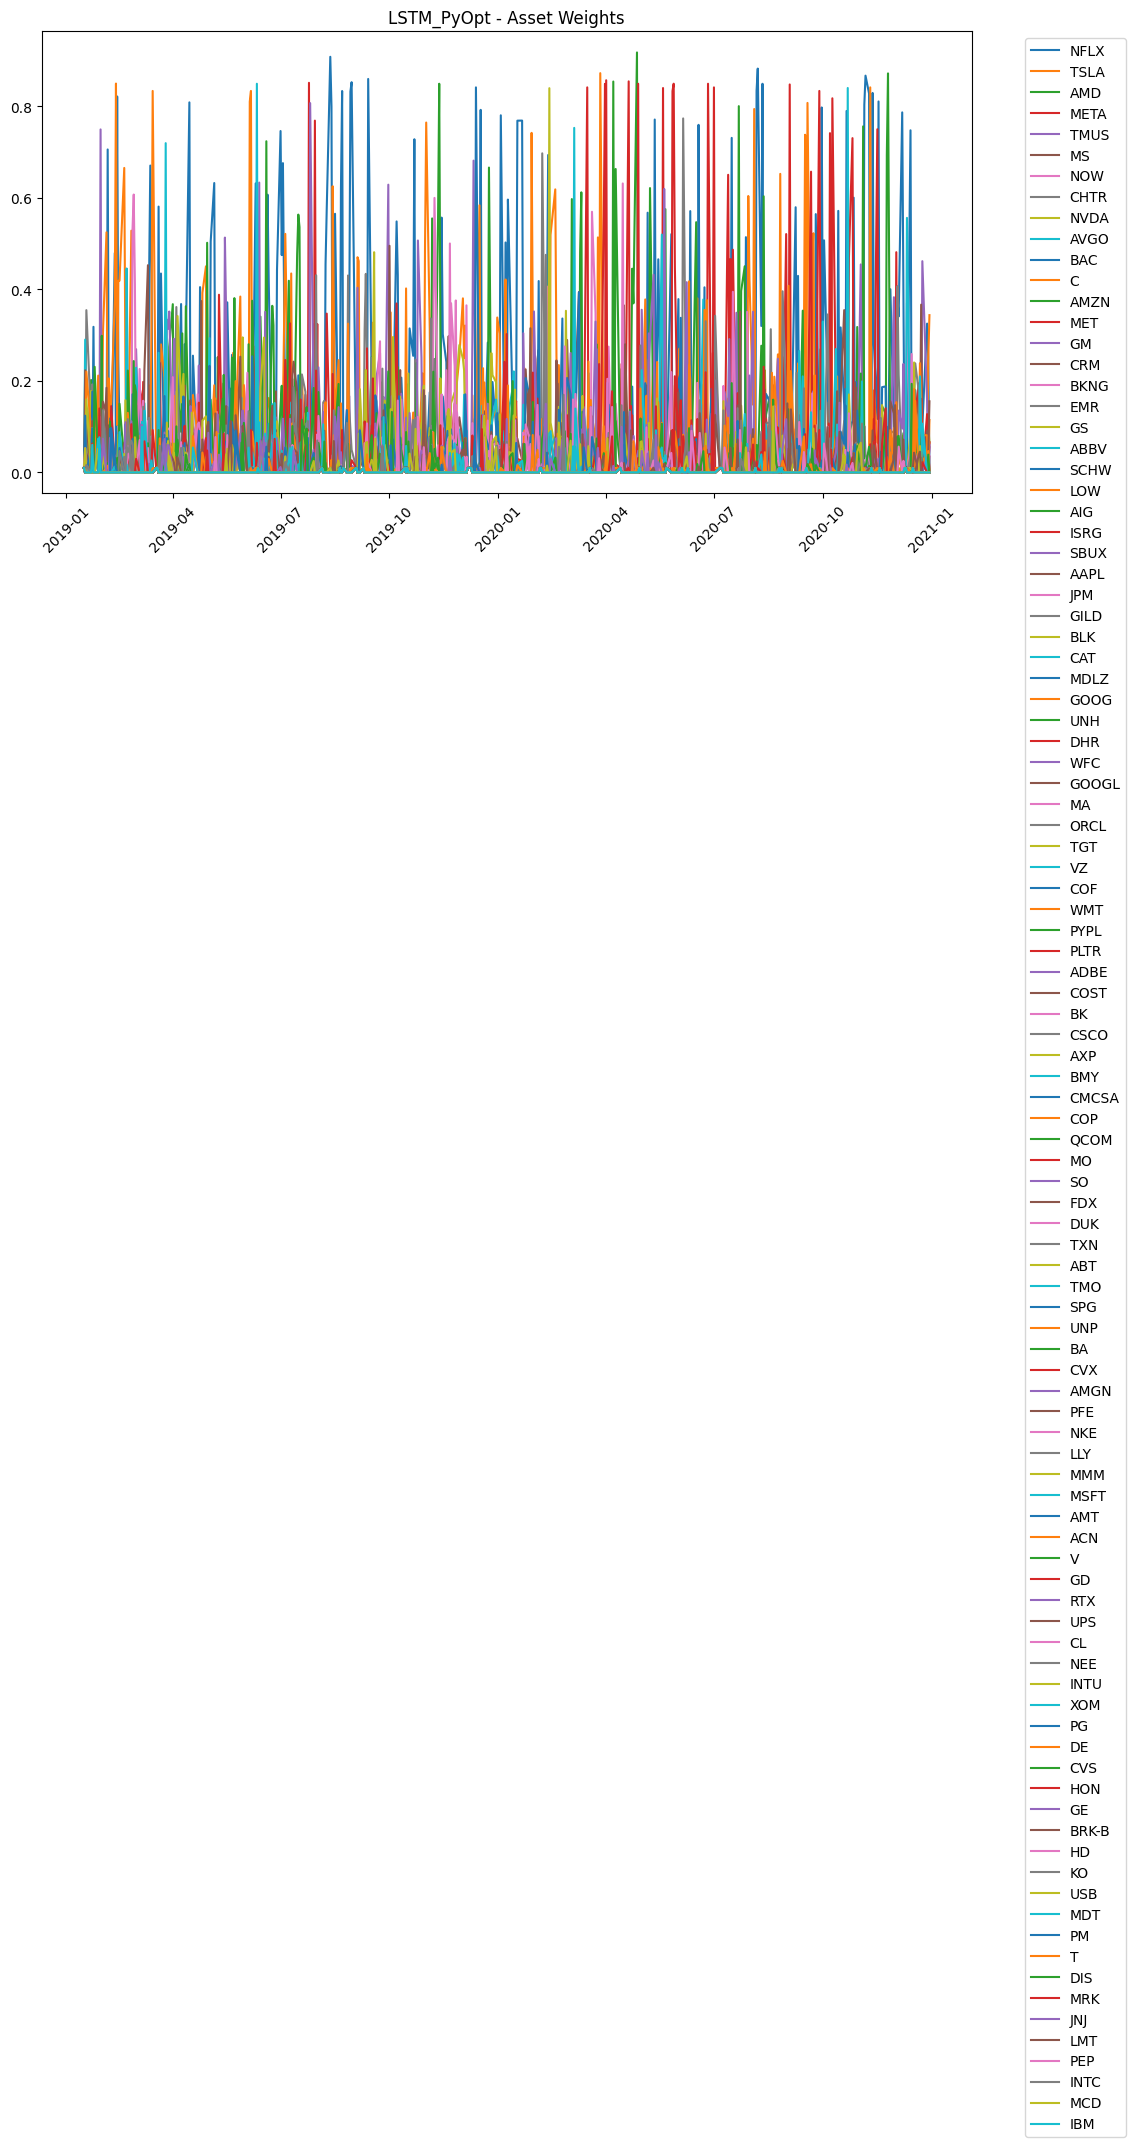 LSTM_PyOpt - Asset Weights
0.8
0.6
0.4
0.2
0.0
2019-01
2019-04
2019-07
2019-10
2020-01
2020-04
2020-07
2020-10
2021-01
NFLX
TSLA
AMD
META
TMUS
MS
NOW
CHTR
NVDA
AVGO
BAC
C
AMZN
MET
GM
CRM
BKNG
EMR
GS
ABBV
SCHW
LOW
AIG
ISRG
SBUX
AAPL
JPM
GILD
BLK
CAT
MDLZ
GOOG
UNH
DHR
WFC
GOOGL
MA
ORCL
TGT
VZ
COF
WMT
PYPL
PLTR
ADBE
COST
BK
CSCO
AXP
BMY
CMCSA
COP
QCOM
MO
SO
FDX
DUK
TXN
ABT
TMO
SPG
UNP
BA
CVX
AMGN
PFE
NKE
LLY
MMM
MSFT
AMT
ACN
V
GD
RTX
UPS
CL
NEE
INTU
XOM
PG
DE
CVS
HON
GE
BRK-B
HD
KO
USB
MDT
PM
T
DIS
MRK
JNJ
LMT
PEP
INTC
MCD
IBM